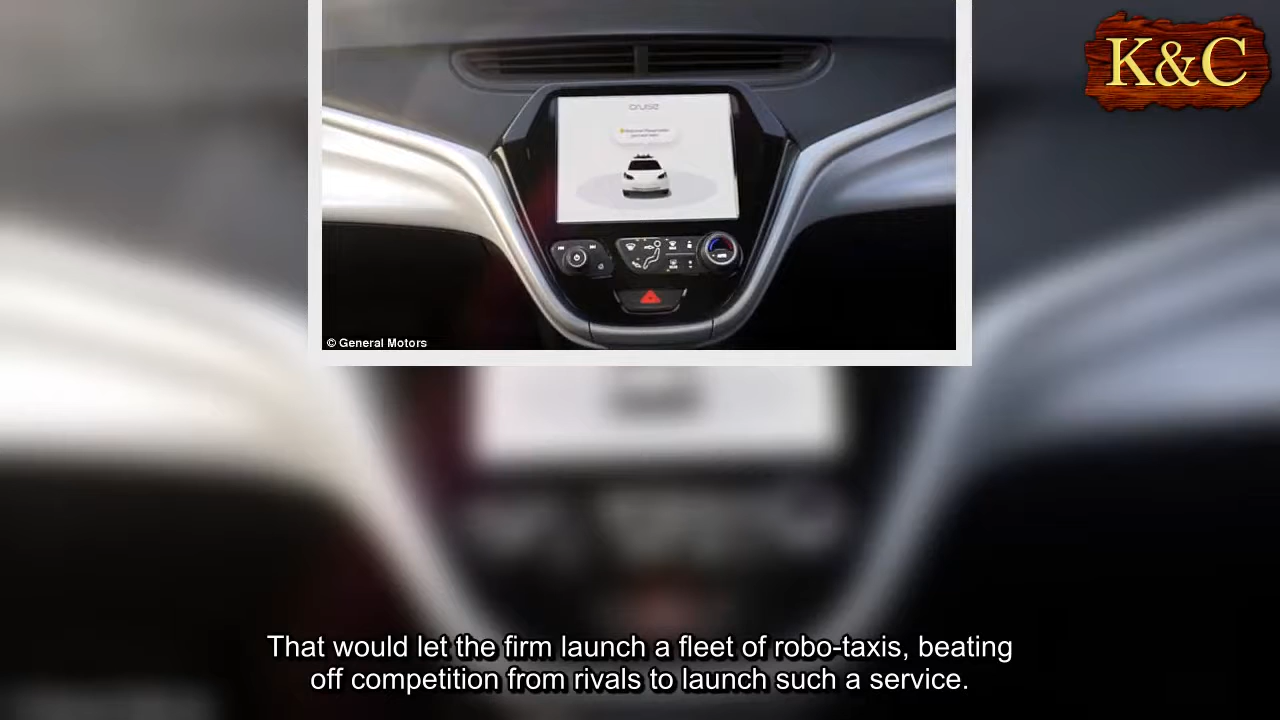 K&C
cruise
© General Motors
That would let the firm launch a fleet of robo-taxis, beating
off competition from rivals to launch such a service.